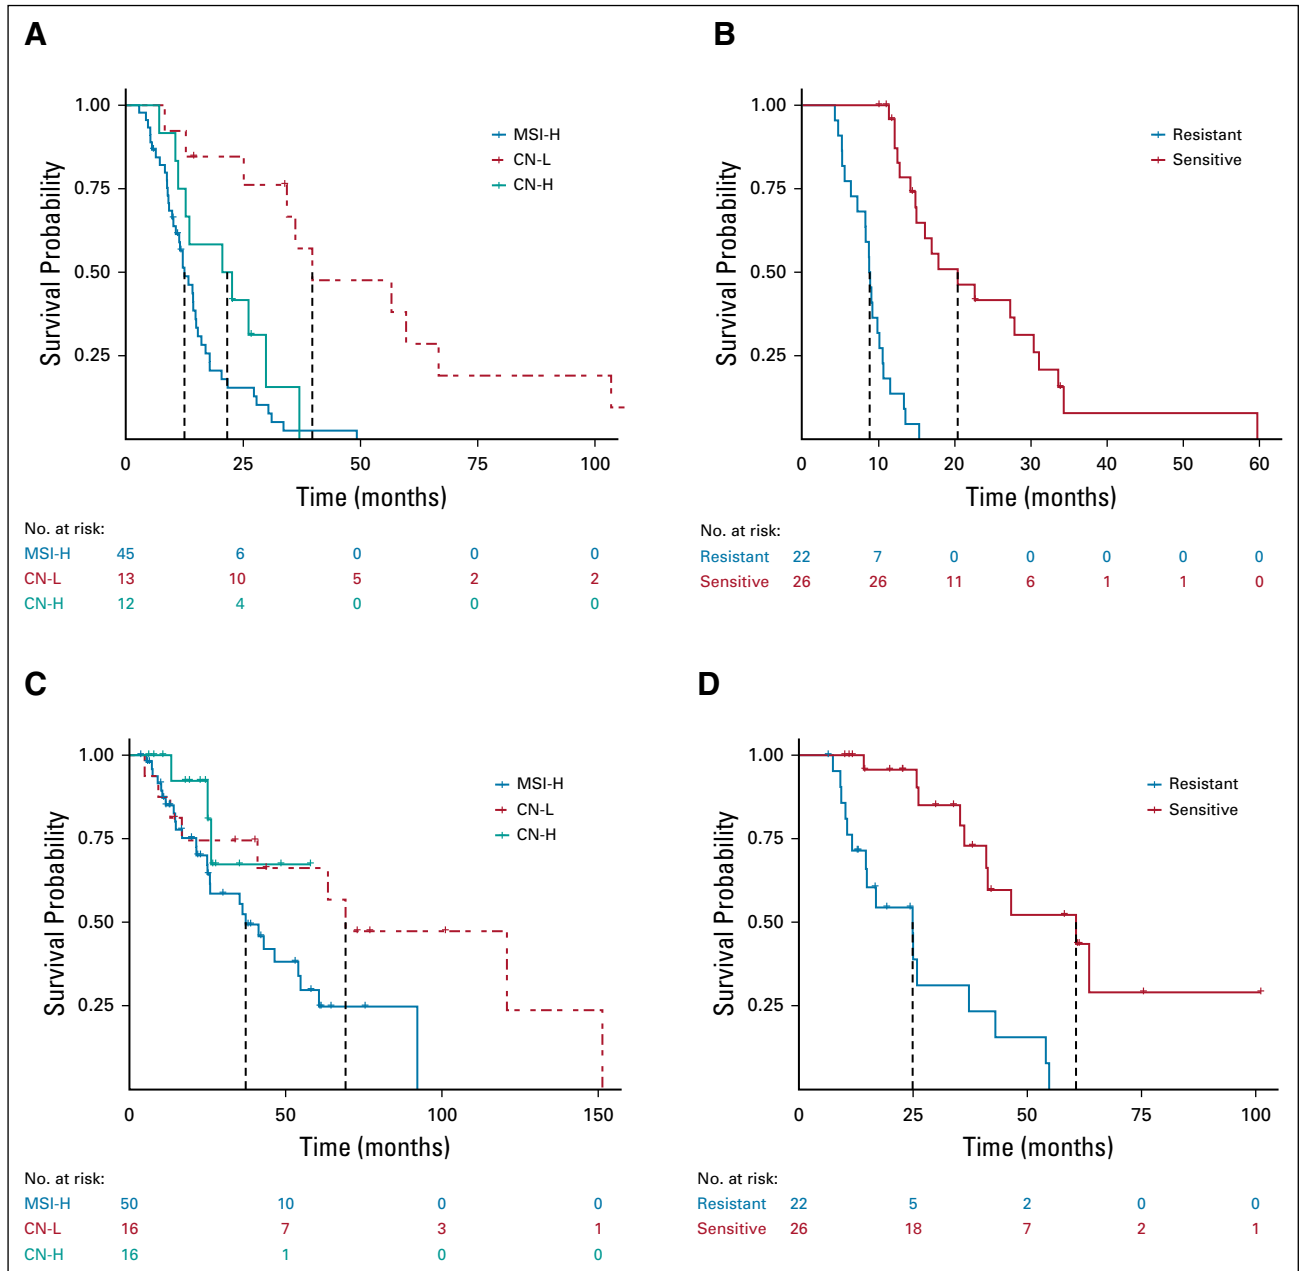 A
1.00
0.75
0.50
0.25
Survival Probability
MSI-H
CN-L
CN-H
0 25 50 75 100
Time (months)
No. at risk:
MSI-H 45 6 0 0 0
CN-L 13 10 5 2 2
CN-H 12 4 0 0 0
B
1.00
0.75
0.50
0.25
Survival Probability
Resistant
Sensitive
0 10 20 30 40 50 60
Time (months)
No. at risk:
Resistant 22 7 0 0 0 0 0
Sensitive 26 26 11 6 1 1 0
C
1.00
0.75
0.50
0.25
Survival Probability
MSI-H
CN-L
CN-H
0 50 100 150
Time (months)
No. at risk:
MSI-H 50 10 0 0
CN-L 16 7 3 1
CN-H 16 1 0 0
D
1.00
0.75
0.50
0.25
Survival Probability
Resistant
Sensitive
0 25 50 75 100
Time (months)
No. at risk:
Resistant 22 5 2 0 0
Sensitive 26 18 7 2 1